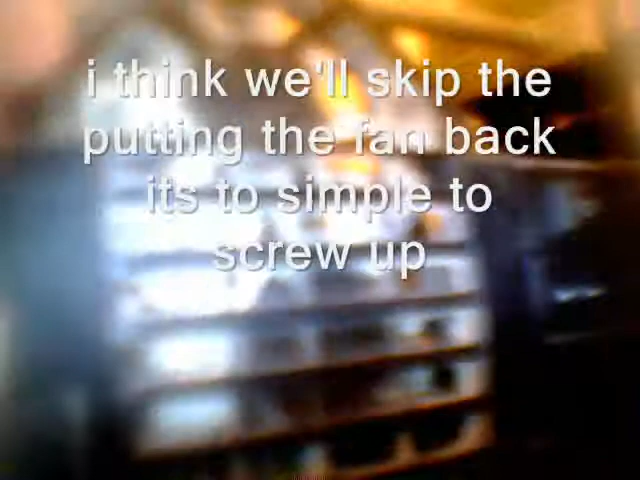 i think we'll skip the
putting the fan back
its to simple to
screw up